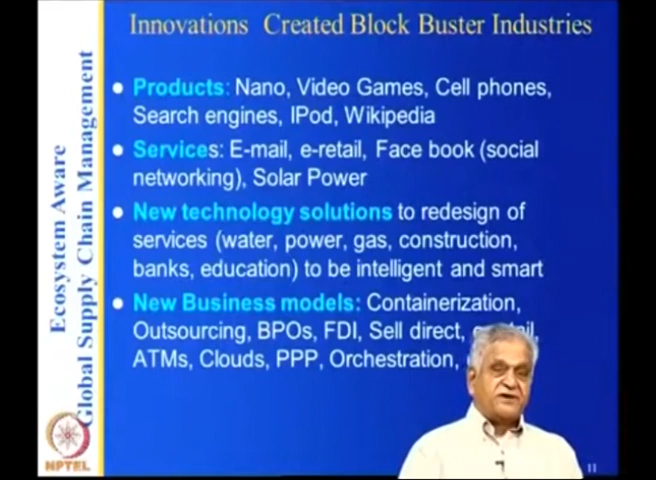 Innovations Created Block Buster Industries
Products: Nano, Video Games, Cell phones,
Search engines, IPod, Wikipedia
Services: E-mail, e-retail, Face book (social
networking), Solar Power
New technology solutions to redesign of
services (water, power, gas, construction,
banks, education) to be intelligent and smart
New Business models: Containerization,
Outsourcing, BPOs, FDI, Sell direct,
ATMs, Clouds, PPP, Orchestration,
Ecosystem Aware
Global Supply Chain Management
NPTEL
11